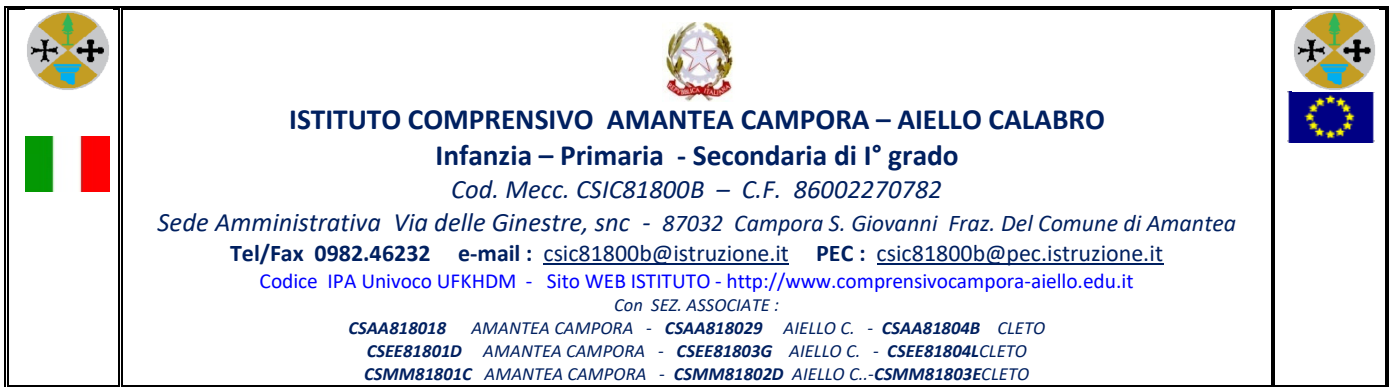 ISTITUTO COMPRENSIVO AMANTEA CAMPORA – AIELLO CALABRO
Infanzia – Primaria - Secondaria di I° grado
Cod. Mecc. CSIC81800B – C.F. 86002270782
Sede Amministrativa Via delle Ginestre, snc - 87032 Campora S. Giovanni Fraz. Del Comune di Amantea
Tel/Fax 0982.46232 e-mail : csic81800b@istruzione.it PEC : csic81800b@pec.istruzione.it
Codice IPA Univoco UFKHDM - Sito WEB ISTITUTO - http://www.comprensivocampora-aiello.edu.it
Con SEZ. ASSOCIATE :
CSAA818018 AMANTEA CAMPORA - CSAA818029 AIELLO C. - CSAA81804B CLETO
CSEE81801D AMANTEA CAMPORA - CSEE81803G AIELLO C. - CSEE81804LCLETO
CSMM81801C AMANTEA CAMPORA - CSMM81802D AIELLO C..-CSMM81803ECLETO